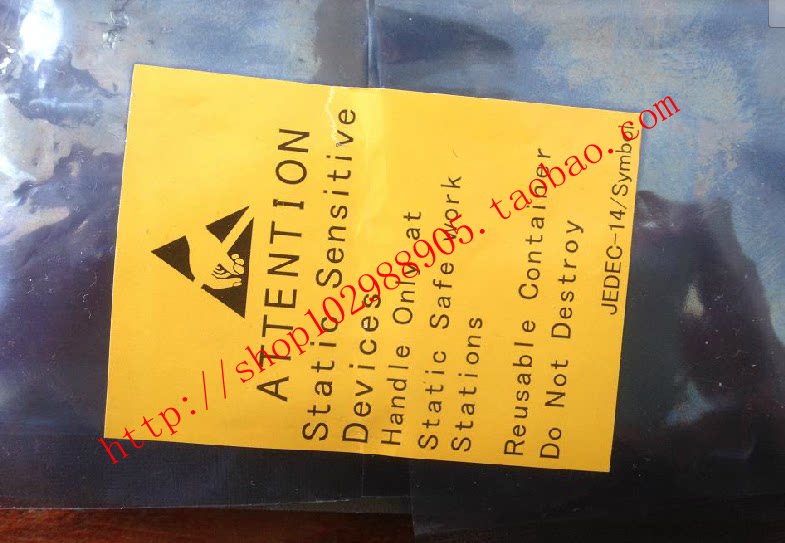 ATTENTION
Static Sensitive
Devices
Handle Only at
Static Safe Work
Stations
Reusable Container
Do Not Destroy
JEDEC-14/Symbol
http://shop102988905.taobao.com